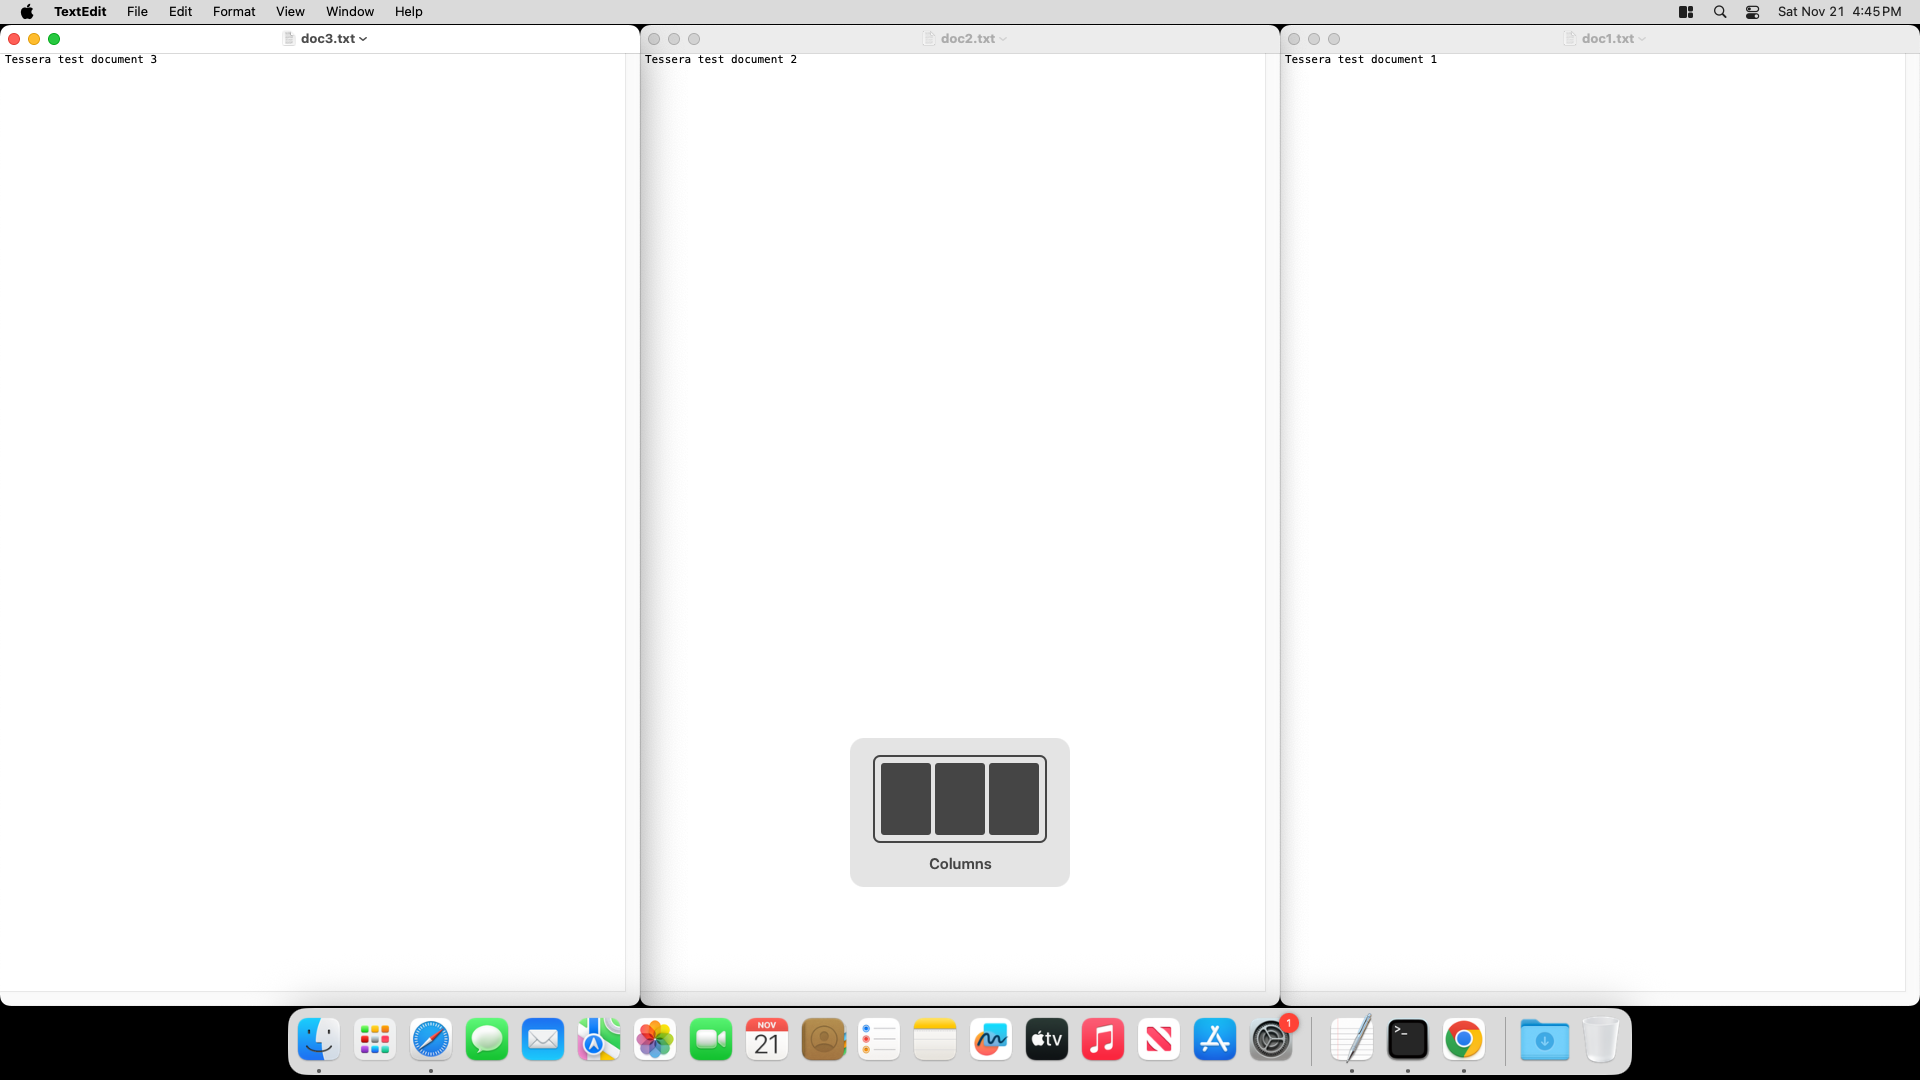 TextEdit File Edit Format View Window Help Sat Nov 21 4:45 PM
doc3.txt
doc2.txt
doc1.txt
Tessera test document 3
Tessera test document 2
Tessera test document 1
Columns
NOV
21
tv
1
>_